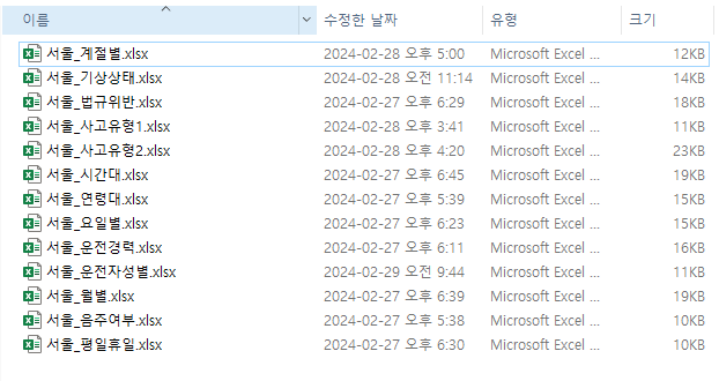 이름 수정한 날짜 유형 크기
서울_계절별.xlsx 2024-02-28 오후 5:00 Microsoft Excel ... 12KB
서울_기상상태.xlsx 2024-02-28 오전 11:14 Microsoft Excel ... 14KB
서울_법규위반.xlsx 2024-02-27 오후 6:29 Microsoft Excel ... 18KB
서울_사고유형1.xlsx 2024-02-28 오후 3:41 Microsoft Excel ... 11KB
서울_사고유형2.xlsx 2024-02-28 오후 4:20 Microsoft Excel ... 23KB
서울_시간대.xlsx 2024-02-27 오후 6:45 Microsoft Excel ... 19KB
서울_연령대.xlsx 2024-02-27 오후 5:39 Microsoft Excel ... 15KB
서울_요일별.xlsx 2024-02-27 오후 6:23 Microsoft Excel ... 15KB
서울_운전경력.xlsx 2024-02-27 오후 6:11 Microsoft Excel ... 16KB
서울_운전자성별.xlsx 2024-02-29 오전 9:44 Microsoft Excel ... 11KB
서울_월별.xlsx 2024-02-27 오후 6:39 Microsoft Excel ... 19KB
서울_음주여부.xlsx 2024-02-27 오후 5:38 Microsoft Excel ... 10KB
서울_평일휴일.xlsx 2024-02-27 오후 6:30 Microsoft Excel ... 10KB